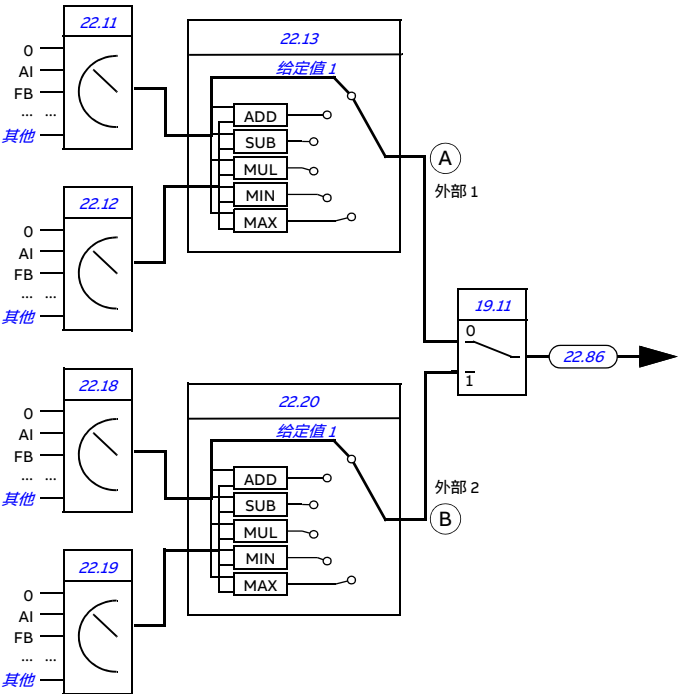 22.11
0
AI
FB
... ...
其他
22.12
0
AI
FB
... ...
其他
22.13
给定值 1
ADD
SUB
MUL
MIN
MAX
A
外部 1
19.11
0
1
22.86
22.18
0
AI
FB
... ...
其他
22.19
0
AI
FB
... ...
其他
22.20
给定值 1
ADD
SUB
MUL
MIN
MAX
外部 2
B